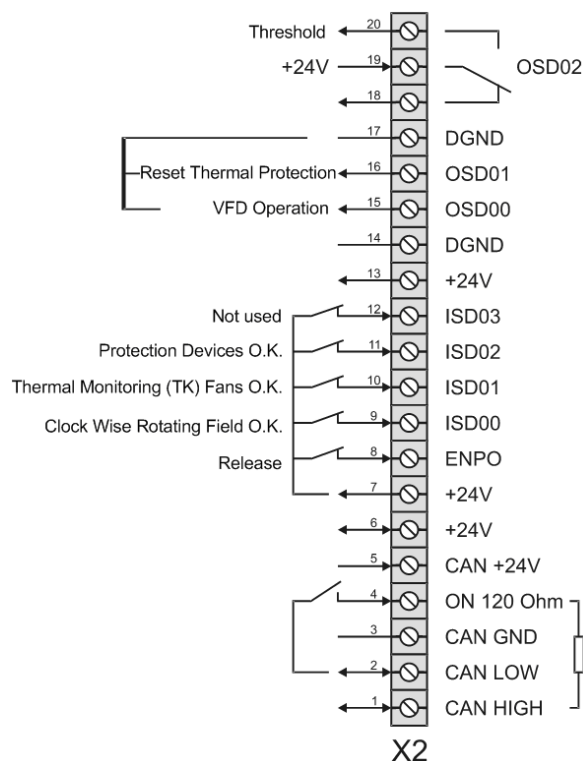 Threshold 20
+24V 19 OSD02
18
17 DGND
Reset Thermal Protection 16 OSD01
VFD Operation 15 OSD00
14 DGND
13 +24V
Not used 12 ISD03
Protection Devices O.K. 11 ISD02
Thermal Monitoring (TK) Fans O.K. 10 ISD01
Clock Wise Rotating Field O.K. 9 ISD00
Release 8 ENPO
7 +24V
6 +24V
5 CAN +24V
4 ON 120 Ohm
3 CAN GND
2 CAN LOW
1 CAN HIGH
X2